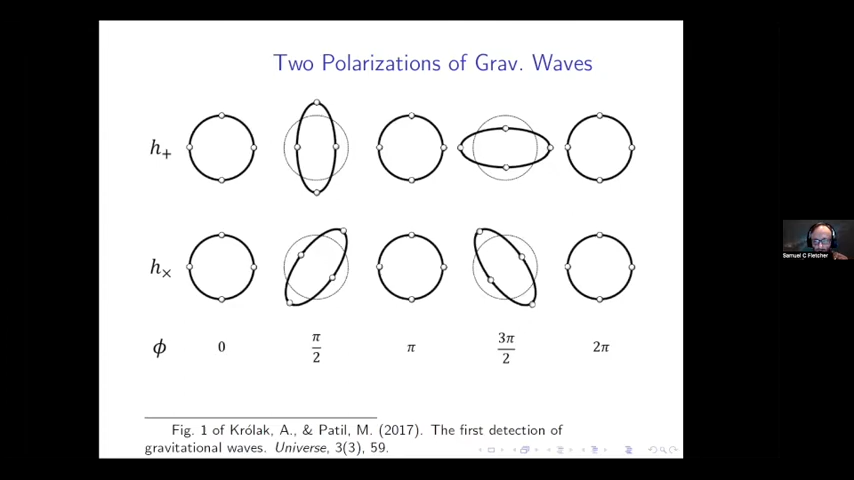 Two Polarizations of Grav. Waves
h₊
hₓ
ϕ 0 π/2 π 3π/2 2π
Fig. 1 of Królak, A., & Patil, M. (2017). The first detection of
gravitational waves. Universe, 3(3), 59.
Samuel C Fletcher